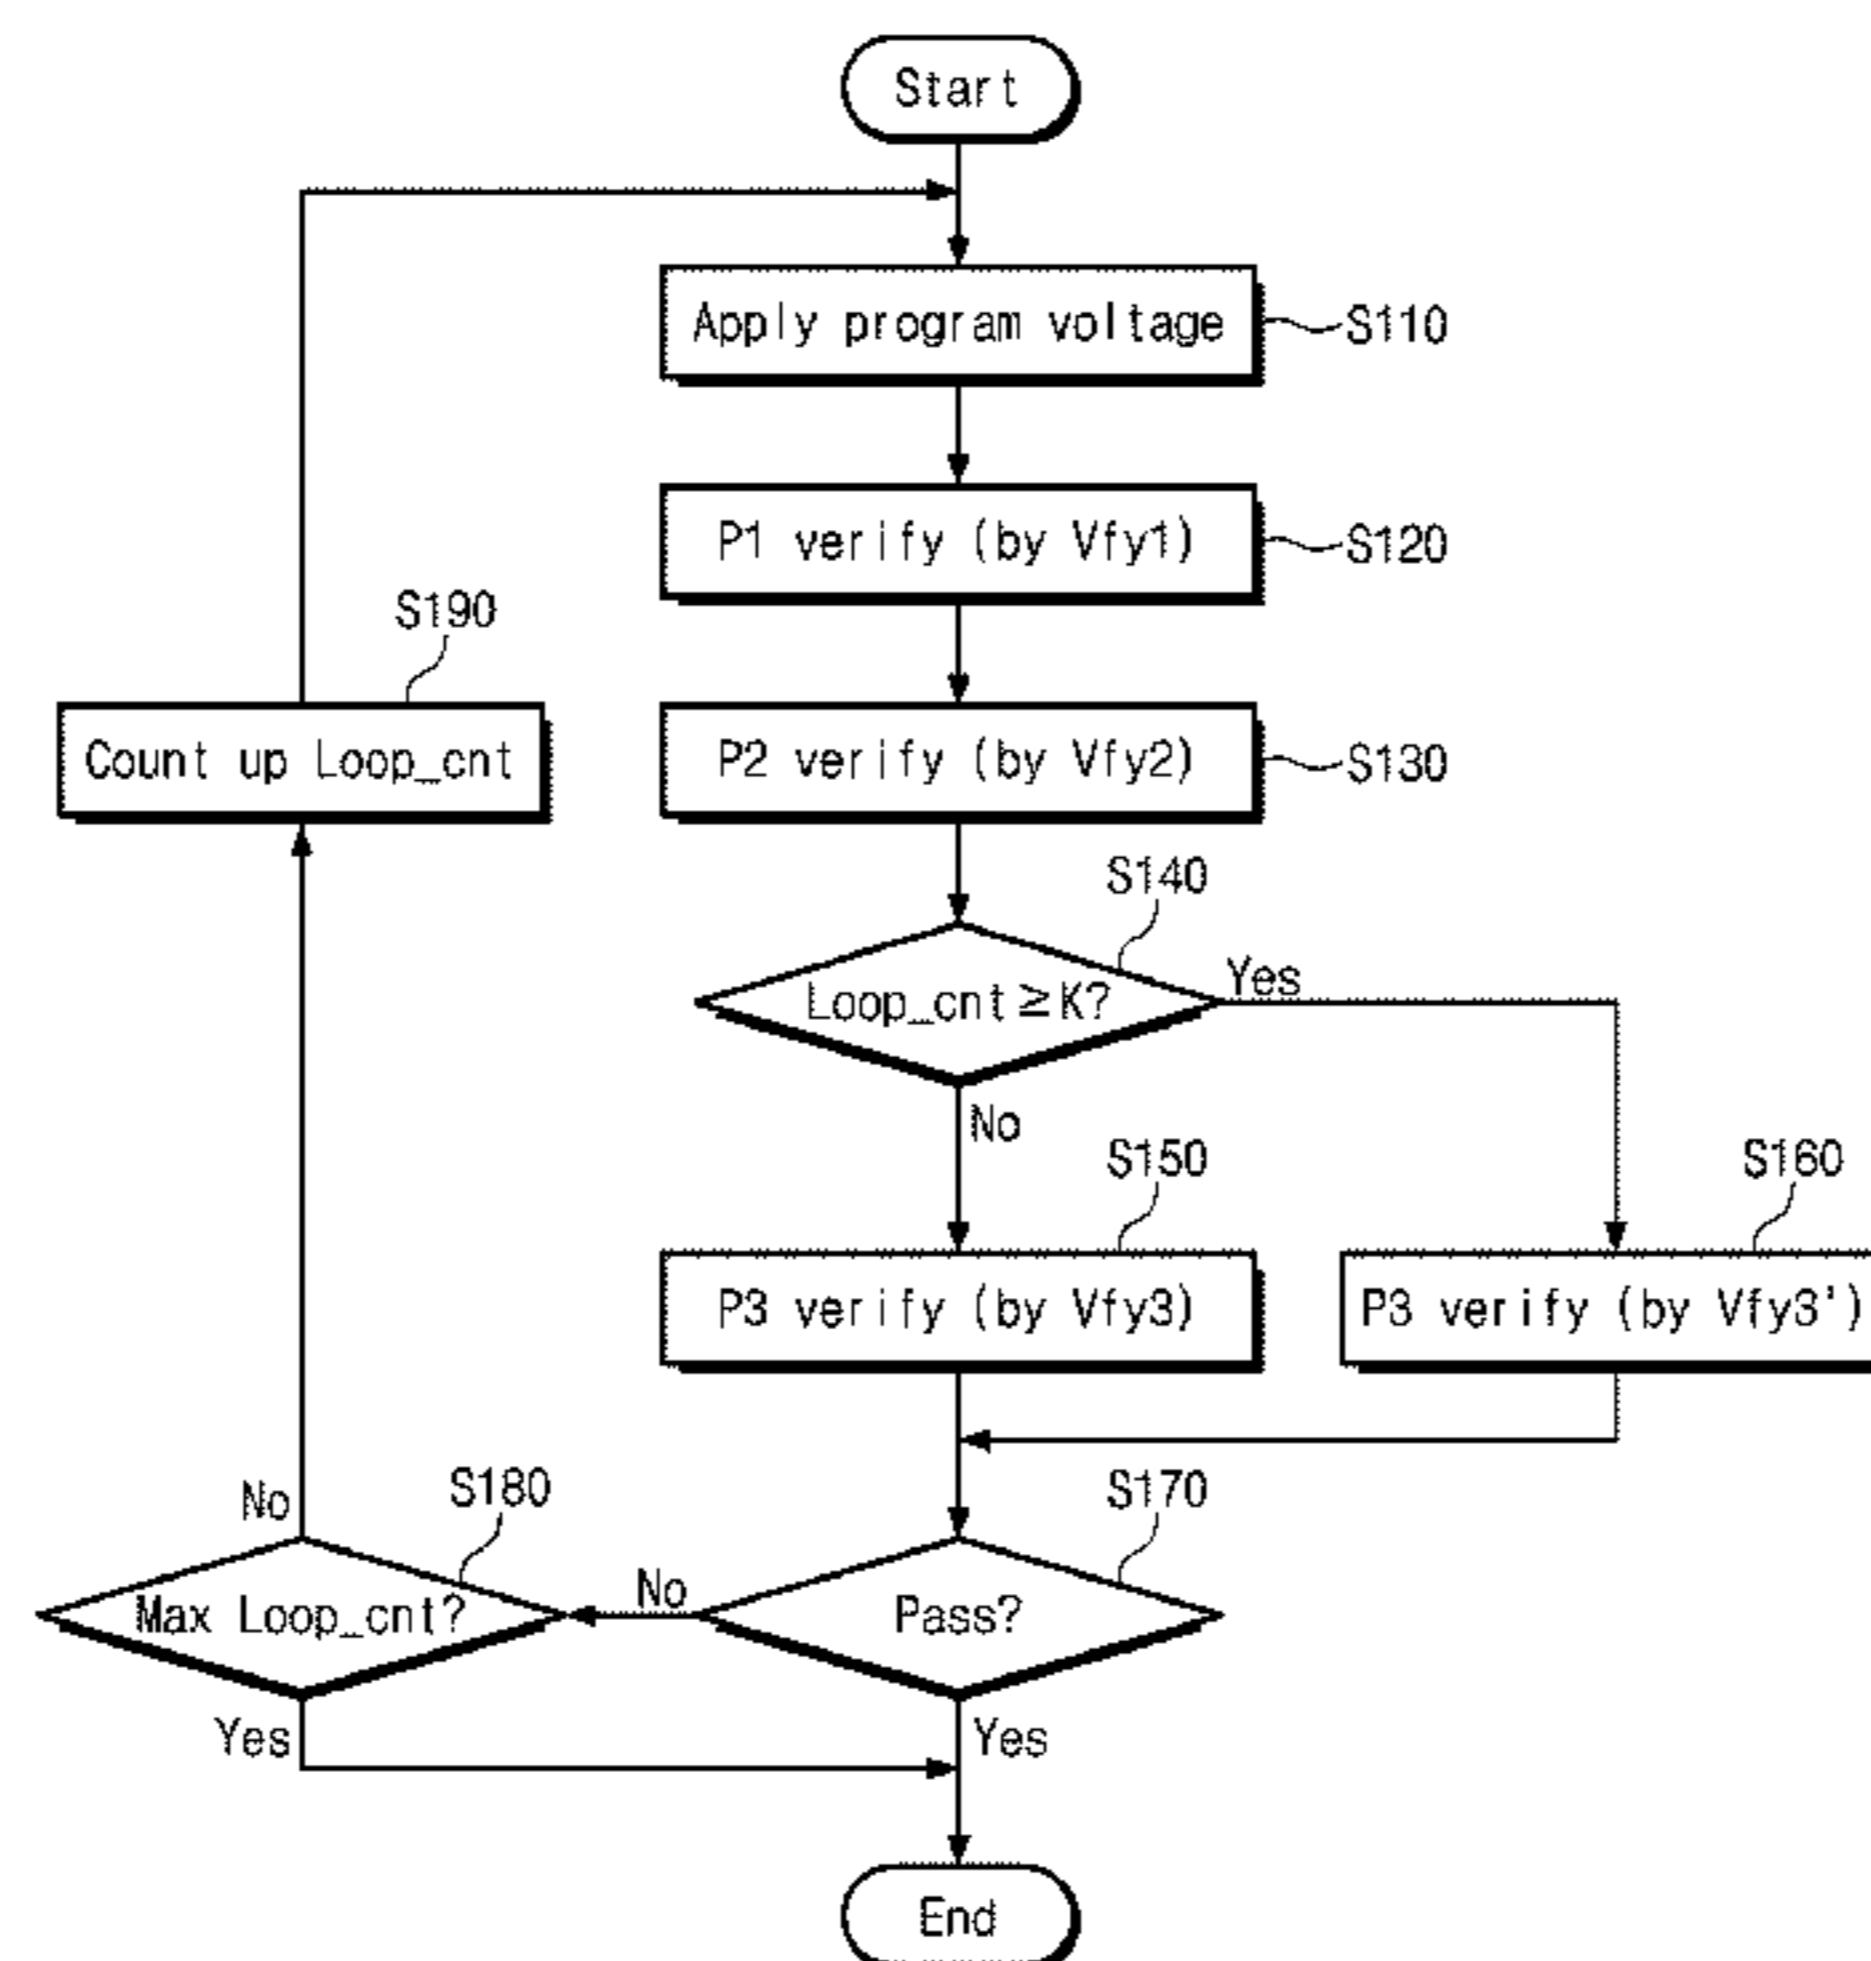 Start
Apply program voltage
S110
P1 verify (by Vfy1)
S120
S190
Count up Loop_cnt
P2 verify (by Vfy2)
S130
S140
Loop_cnt≥K?
Yes
No
S150
S160
P3 verify (by Vfy3)
P3 verify (by Vfy3')
No
S180
S170
Max Loop_cnt?
No
Pass?
Yes
Yes
End